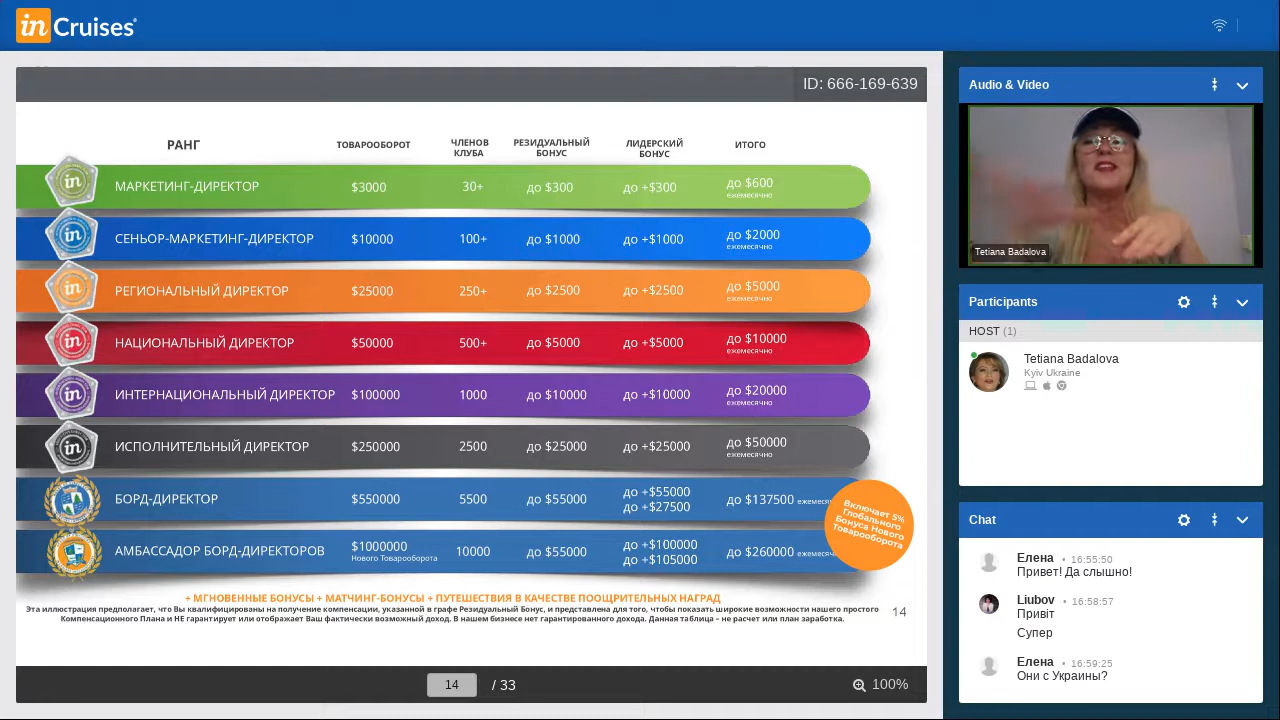 in Cruises
ID: 666-169-639
РАНГ ТОВАРООБОРОТ ЧЛЕНОВ КЛУБА РЕЗИДУАЛЬНЫЙ БОНУС ЛИДЕРСКИЙ БОНУС ИТОГО
in МАРКЕТИНГ-ДИРЕКТОР $3000 30+ до $300 до +$300 до $600
ежемесячно
in СЕНЬОР-МАРКЕТИНГ-ДИРЕКТОР $10000 100+ до $1000 до +$1000 до $2000
ежемесячно
in РЕГИОНАЛЬНЫЙ ДИРЕКТОР $25000 250+ до $2500 до +$2500 до $5000
ежемесячно
in НАЦИОНАЛЬНЫЙ ДИРЕКТОР $50000 500+ до $5000 до +$5000 до $10000
ежемесячно
in ИНТЕРНАЦИОНАЛЬНЫЙ ДИРЕКТОР $100000 1000 до $10000 до +$10000 до $20000
ежемесячно
in ИСПОЛНИТЕЛЬНЫЙ ДИРЕКТОР $250000 2500 до $25000 до +$25000 до $50000
ежемесячно
БОРД-ДИРЕКТОР $550000 5500 до $55000 до +$55000 до $137500
до +$27500
АМБАССАДОР БОРД-ДИРЕКТОРОВ $1000000 10000 до $55000 до +$100000 до $260000
Нового Товарооборота до +$105000
Включает 5%
Глобального
Бонуса Нового
Товарооборота
+ МГНОВЕННЫЕ БОНУСЫ + МАТЧИНГ-БОНУСЫ + ПУТЕШЕСТВИЯ В КАЧЕСТВЕ ПООЩРИТЕЛЬНЫХ НАГРАД
Эта иллюстрация предполагает, что Вы квалифицированы на получение компенсации, указанной в графе Резидуальный Бонус, и представлена для того, чтобы показать широкие возможности нашего простого
Компенсационного Плана и НЕ гарантирует или отображает Ваш фактически возможный доход. В нашем бизнесе нет гарантированного дохода. Данная таблица – не расчет или план заработка.
14
14 / 33
100%
Audio & Video
Tetiana Badalova
Participants
HOST (1)
Tetiana Badalova
Kyiv Ukraine
Chat
Елена • 16:55:50
Привет! Да слышно!
Liubov • 16:58:57
Привіт
Супер
Елена • 16:59:25
Они с Украины?